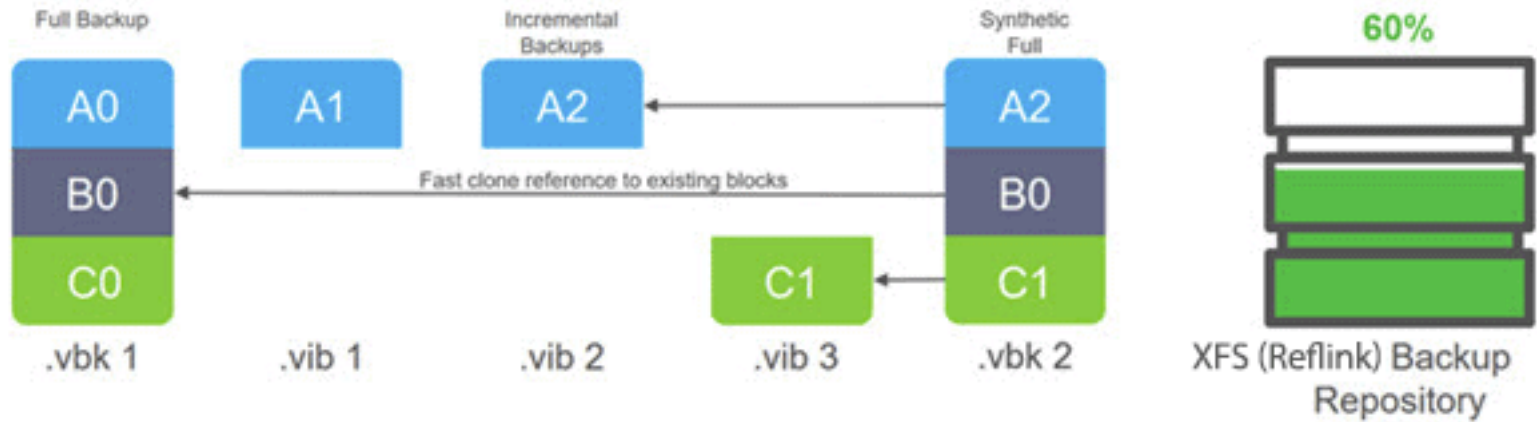 Full Backup
Incremental
Backups
Synthetic
Full
60%
A0
A1
A2
A2
Fast clone reference to existing blocks
B0
B0
C0
C1
C1
.vbk 1
.vib 1
.vib 2
.vib 3
.vbk 2
XFS (Reflink) Backup
Repository